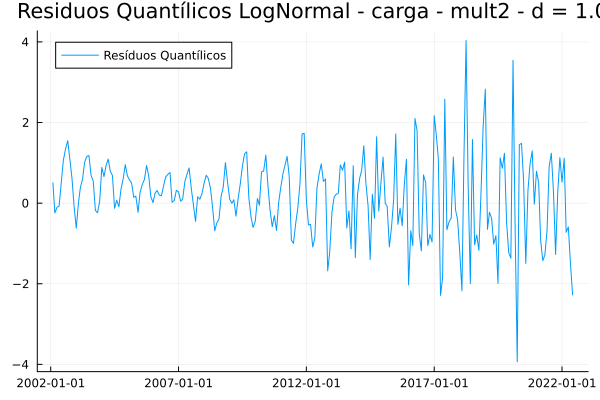 Residuos Quantílicos LogNormal - carga - mult2 - d = 1.0
Resíduos Quantílicos
4
2
0
−2
−4
2002-01-01 2007-01-01 2012-01-01 2017-01-01 2022-01-01